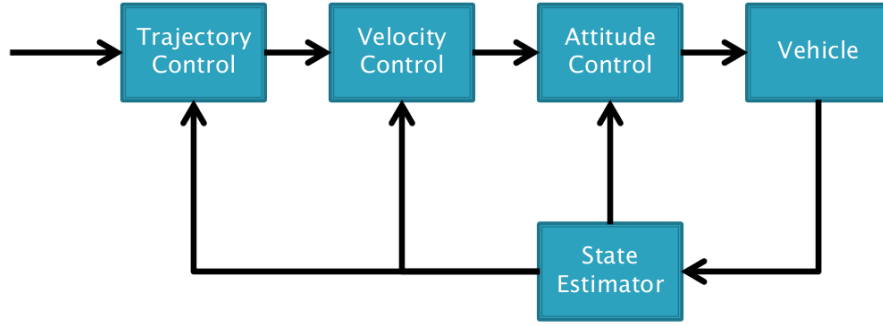 Trajectory
Control
Velocity
Control
Attitude
Control
Vehicle
State
Estimator